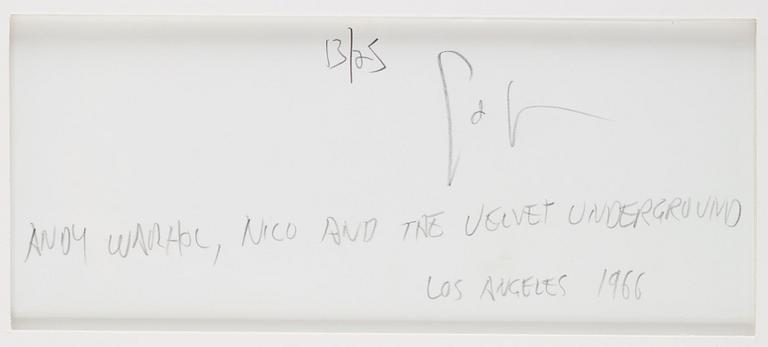 13/25
ANDY WARHOL, NICO AND THE VELVET UNDERGROUND
LOS ANGELES 1966